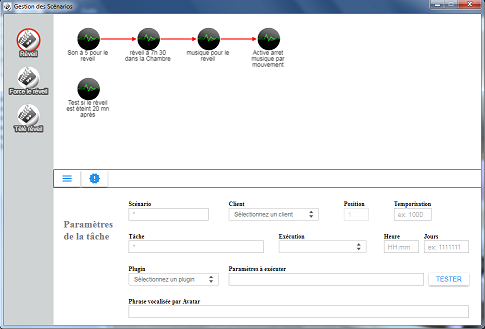 Gestion des Scénarios
Réveil
Force le réveil
Télé réveil
Son à 5 pour le
reveil
réveil à 7h 30
dans la Chambre
musique pour le
reveil
Active arret
musique par
mouvement
Test si le réveil
est éteint 20 mn
après
Paramètres
de la tâche
Scénario
*
Client
Sélectionnez un client
Position
1
Temporisation
ex. 1000
Tâche
*
Exécution
Heure
HH.mm
Jours
ex: 1111111
Plugin
Sélectionnez un plugin
Paramètres à exécuter
TESTER
Phrase vocalisée par Avatar